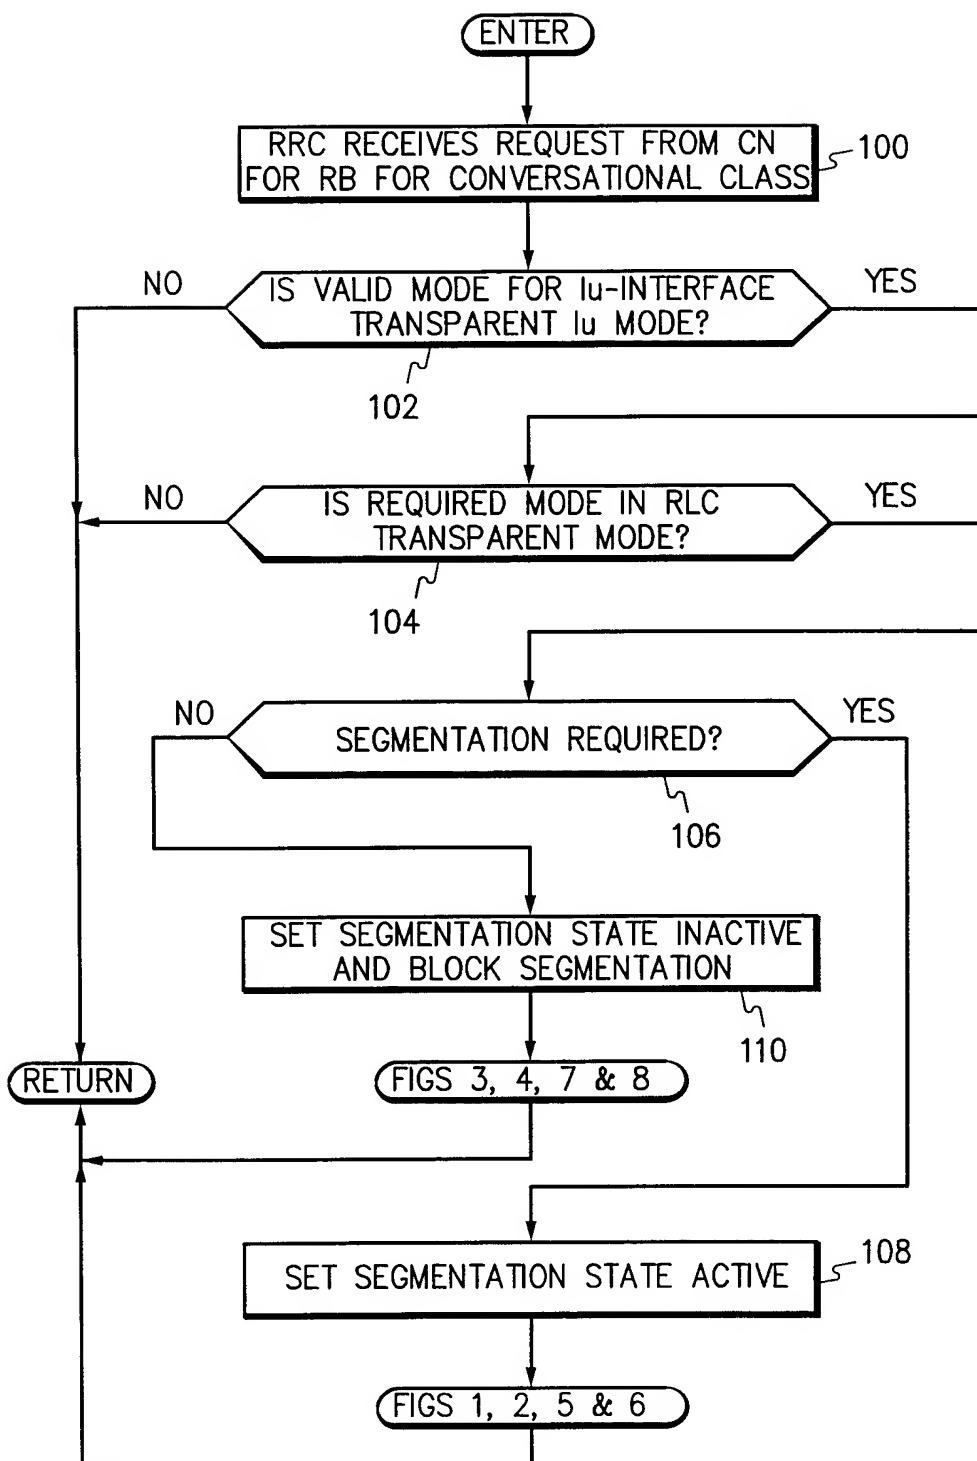 ENTER
RRC RECEIVES REQUEST FROM CN
FOR RB FOR CONVERSATIONAL CLASS
100
NO
IS VALID MODE FOR Iu-INTERFACE
TRANSPARENT Iu MODE?
YES
102
NO
IS REQUIRED MODE IN RLC
TRANSPARENT MODE?
YES
104
NO
SEGMENTATION REQUIRED?
YES
106
SET SEGMENTATION STATE INACTIVE
AND BLOCK SEGMENTATION
110
RETURN
FIGS 3, 4, 7 & 8
SET SEGMENTATION STATE ACTIVE
108
FIGS 1, 2, 5 & 6